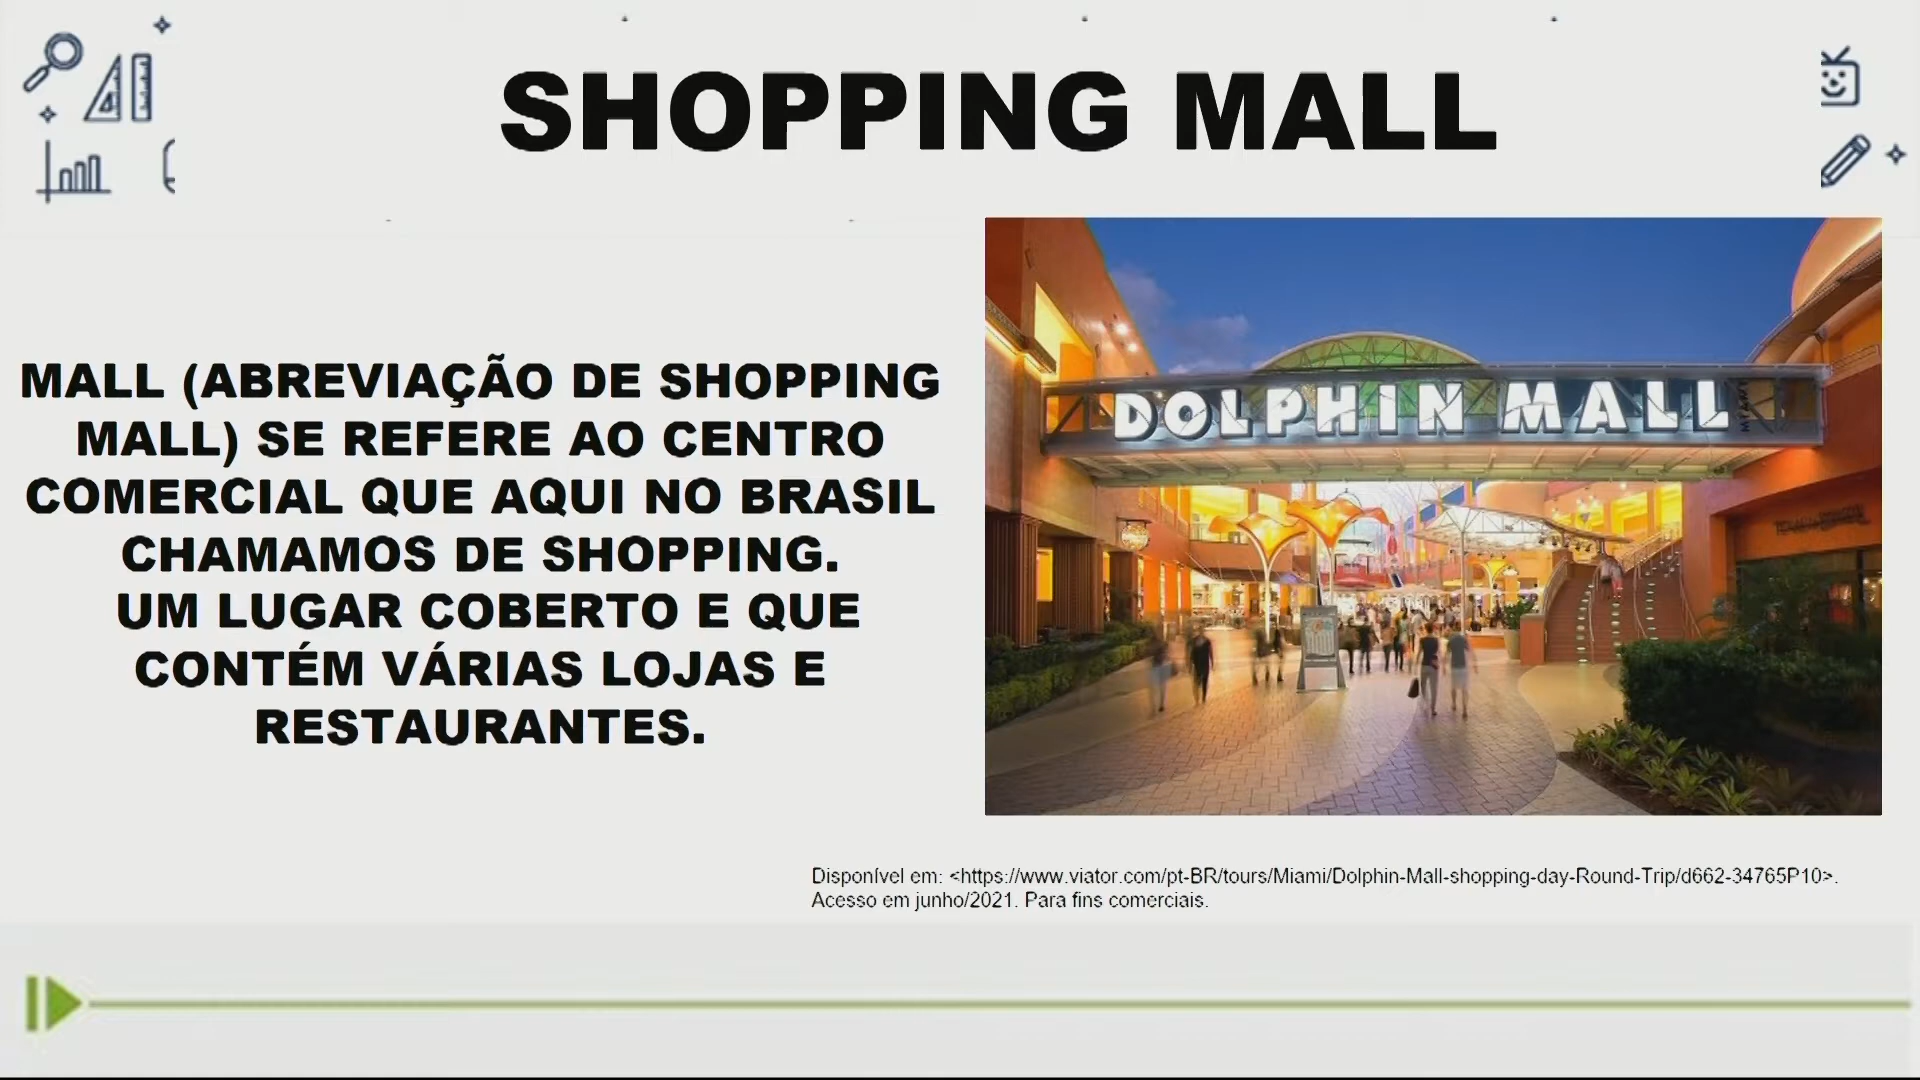 SHOPPING MALL
MALL (ABREVIAÇÃO DE SHOPPING
MALL) SE REFERE AO CENTRO
COMERCIAL QUE AQUI NO BRASIL
CHAMAMOS DE SHOPPING.
UM LUGAR COBERTO E QUE
CONTÉM VÁRIAS LOJAS E
RESTAURANTES.
DOLPHIN MALL
Disponível em: <https://www.viator.com/pt-BR/tours/Miami/Dolphin-Mall-shopping-day-Round-Trip/d662-34765P10>.
Acesso em junho/2021. Para fins comerciais.